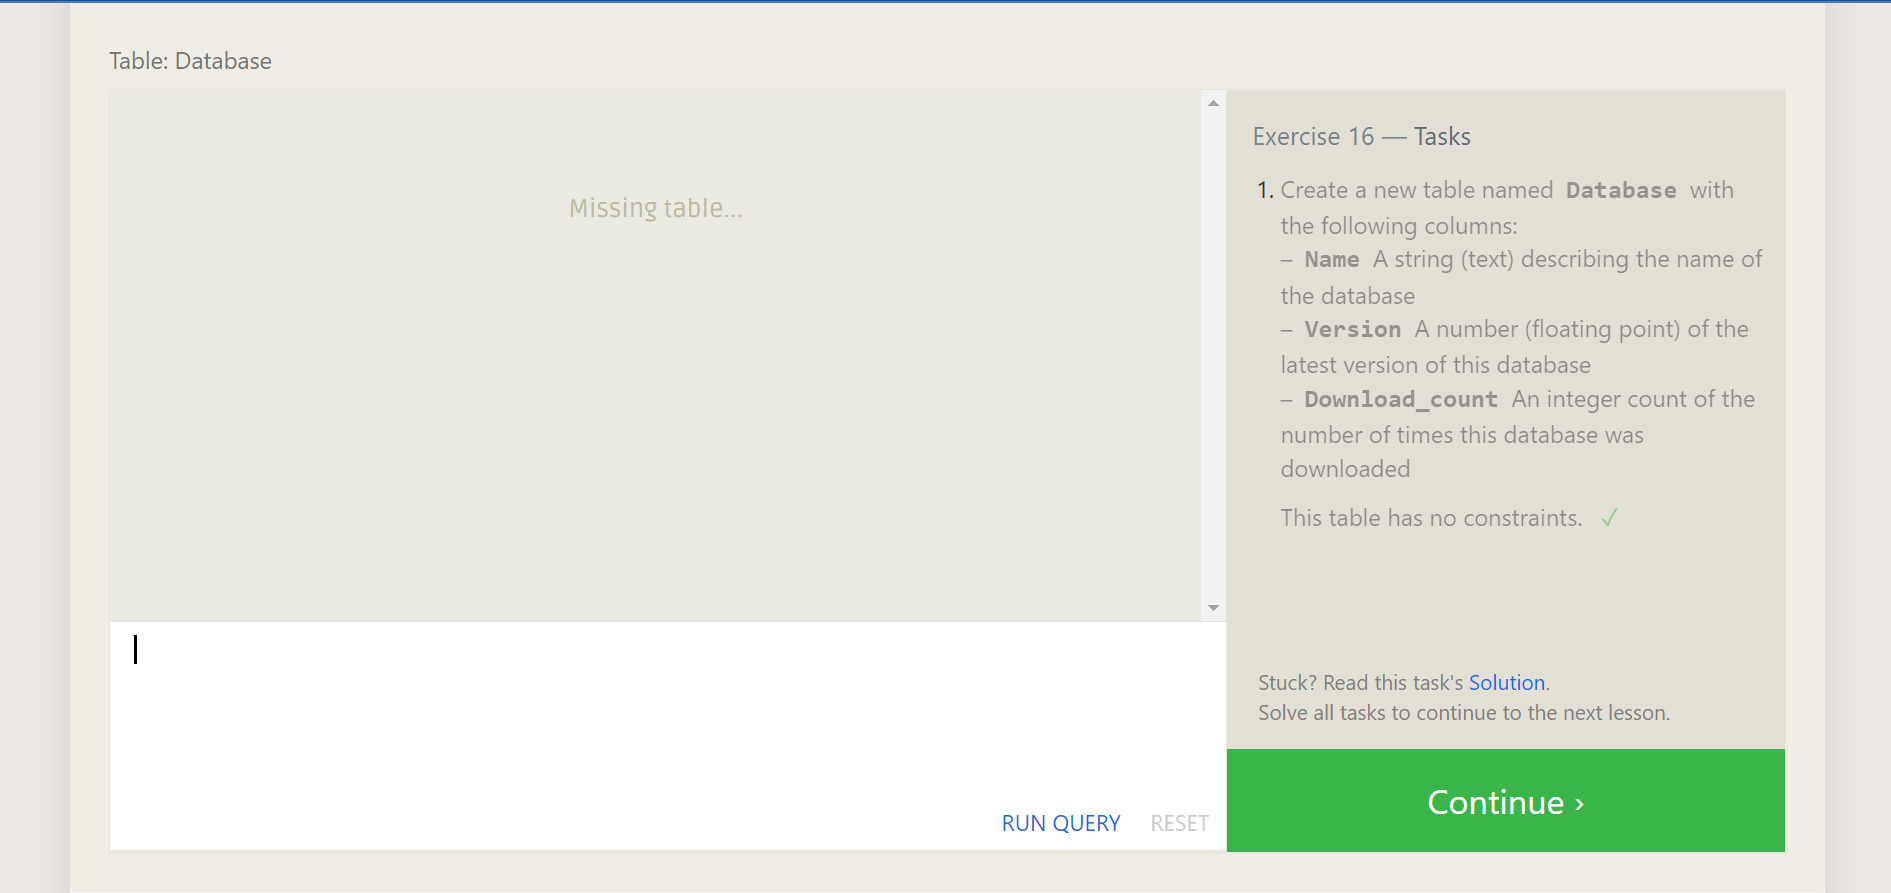 Table: Database
Missing table...
RUN QUERY RESET
Exercise 16 — Tasks
1. Create a new table named Database with
the following columns:
– Name A string (text) describing the name of
the database
– Version A number (floating point) of the
latest version of this database
– Download_count An integer count of the
number of times this database was
downloaded
This table has no constraints. ✓
Stuck? Read this task's Solution.
Solve all tasks to continue to the next lesson.
Continue ›